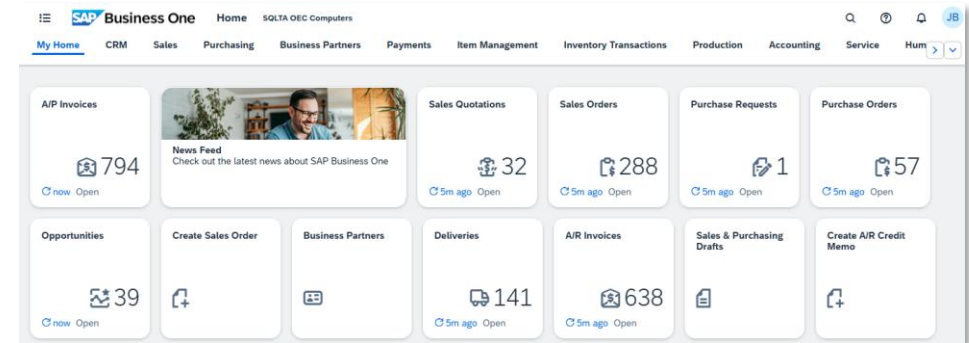 SAP Business One Home SQLTA OEC Computers JB
My Home CRM Sales Purchasing Business Partners Payments Item Management Inventory Transactions Production Accounting Service Hum
A/P Invoices
794
now Open
News Feed
Check out the latest news about SAP Business One
Sales Quotations
32
5m ago Open
Sales Orders
288
5m ago Open
Purchase Requests
1
5m ago Open
Purchase Orders
57
5m ago Open
Opportunities
39
now Open
Create Sales Order
Business Partners
Deliveries
141
5m ago Open
A/R Invoices
638
5m ago Open
Sales & Purchasing
Drafts
Create A/R Credit
Memo